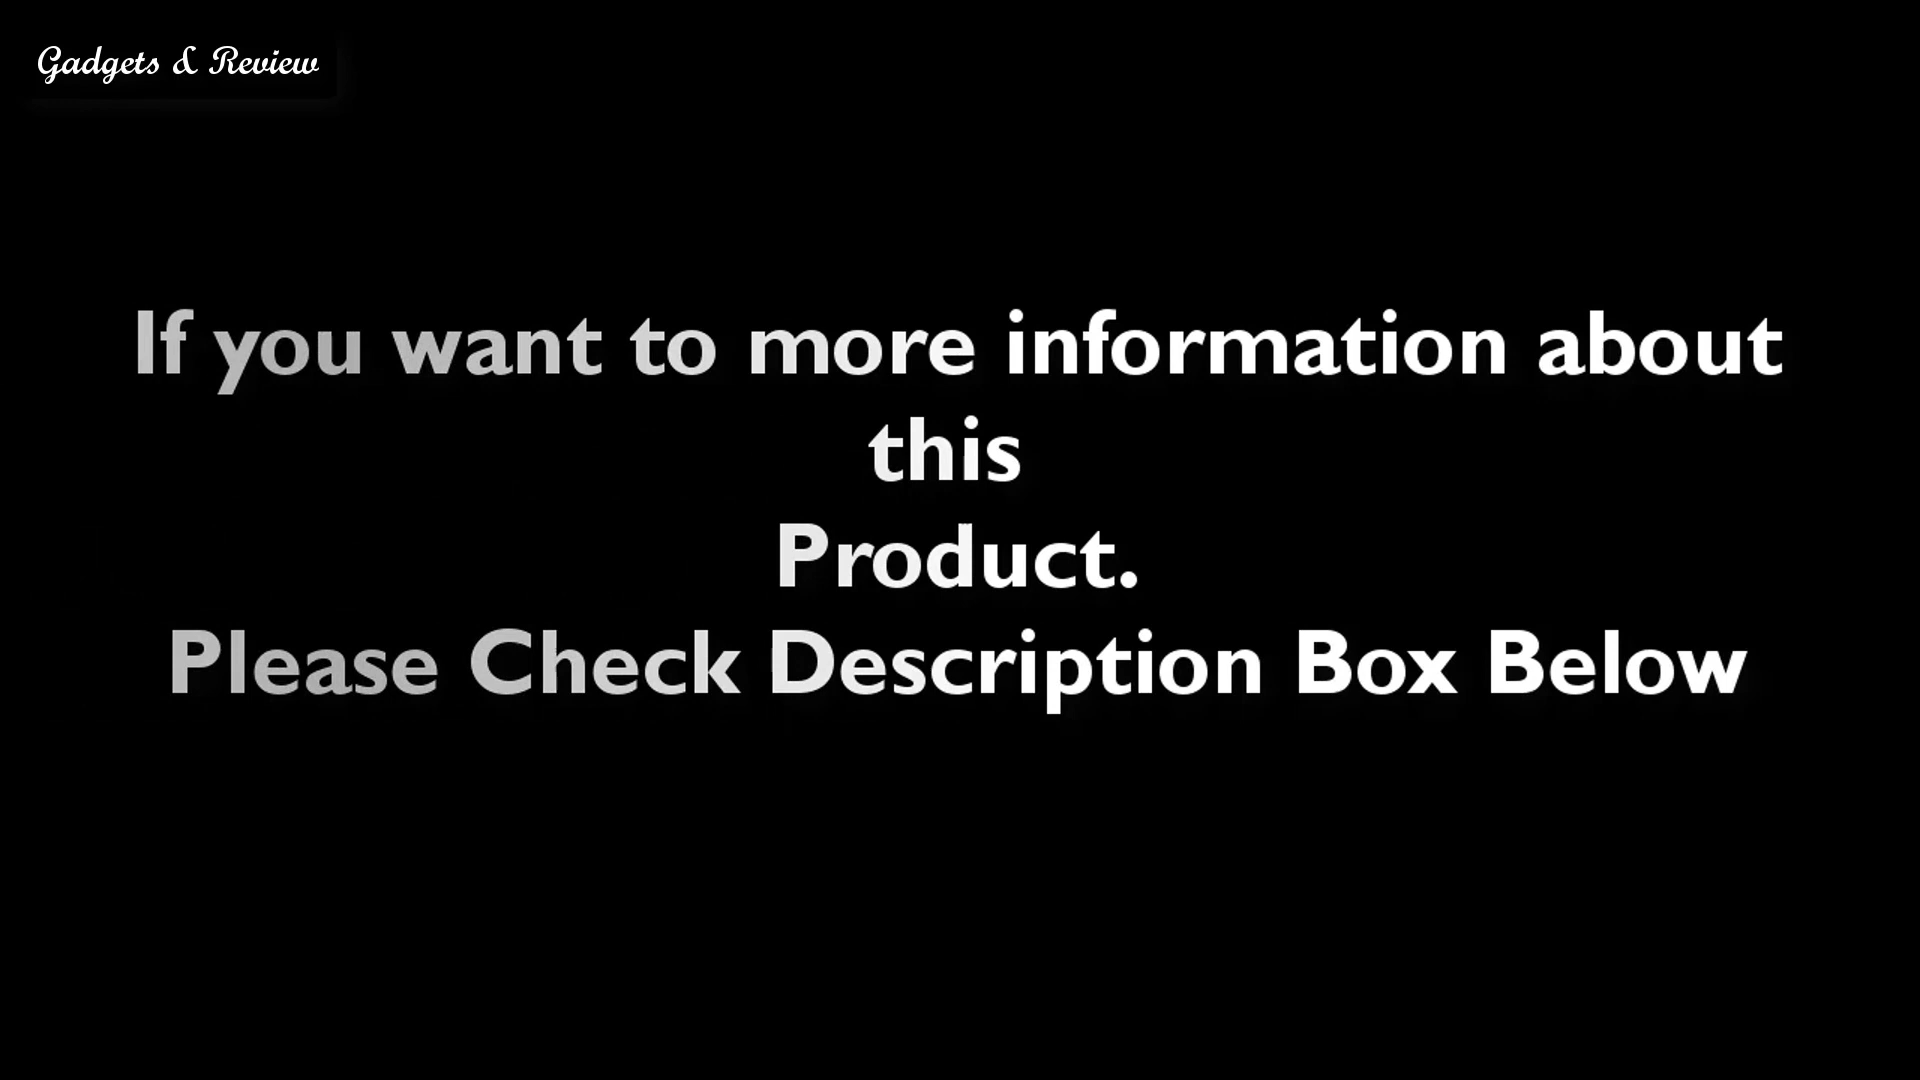 Gadgets & Review
If you want to more information about
this
Product.
Please Check Description Box Below